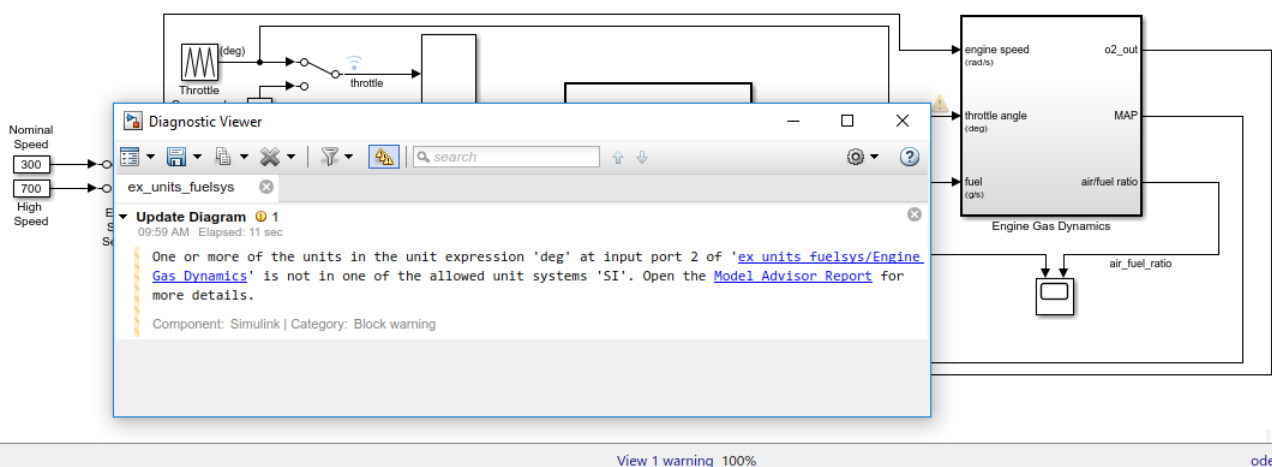 (deg)
Throttle
throttle
engine speed
(rad/s)
o2_out
throttle angle
(deg)
MAP
fuel
(g/s)
air/fuel ratio
Engine Gas Dynamics
air_fuel_ratio
Nominal
Speed
300
700
High
Speed
E
S
Se
Diagnostic Viewer
search
ex_units_fuelsys
Update Diagram 1
09:59 AM Elapsed: 11 sec
One or more of the units in the unit expression 'deg' at input port 2 of 'ex_units_fuelsys/Engine
Gas Dynamics' is not in one of the allowed unit systems 'SI'. Open the Model Advisor Report for
more details.
Component: Simulink | Category: Block warning
View 1 warning 100%
ode